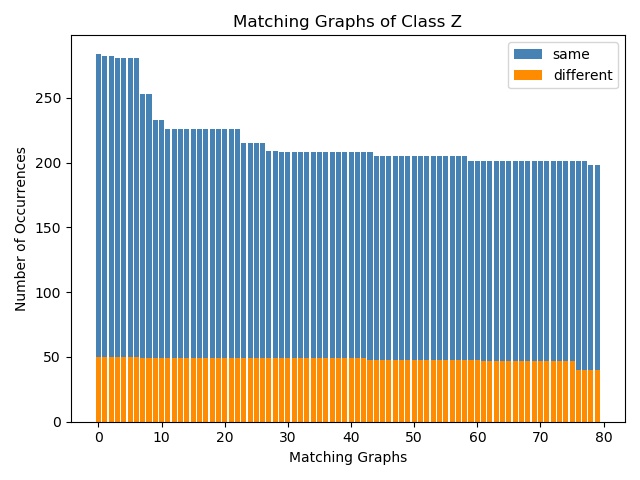 Matching Graphs of Class Z
same
different
Number of Occurrences
250
200
150
100
50
0
0 10 20 30 40 50 60 70 80
Matching Graphs